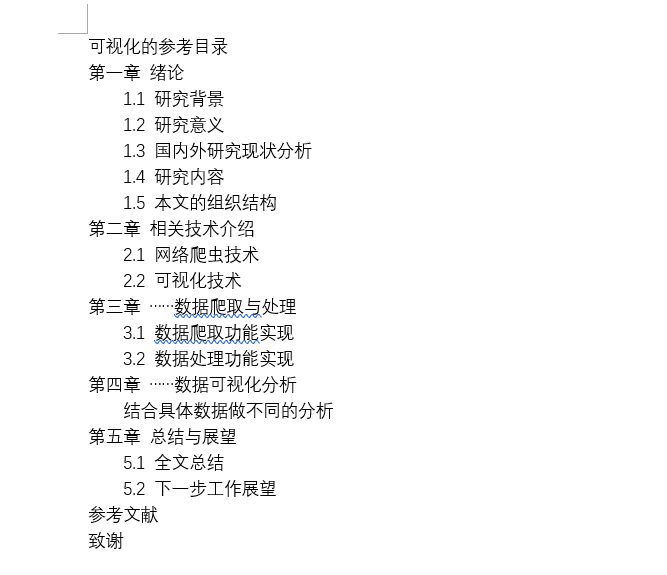 可视化的参考目录
第一章 绪论
1.1 研究背景
1.2 研究意义
1.3 国内外研究现状分析
1.4 研究内容
1.5 本文的组织结构
第二章 相关技术介绍
2.1 网络爬虫技术
2.2 可视化技术
第三章 ……数据爬取与处理
3.1 数据爬取功能实现
3.2 数据处理功能实现
第四章 ……数据可视化分析
结合具体数据做不同的分析
第五章 总结与展望
5.1 全文总结
5.2 下一步工作展望
参考文献
致谢